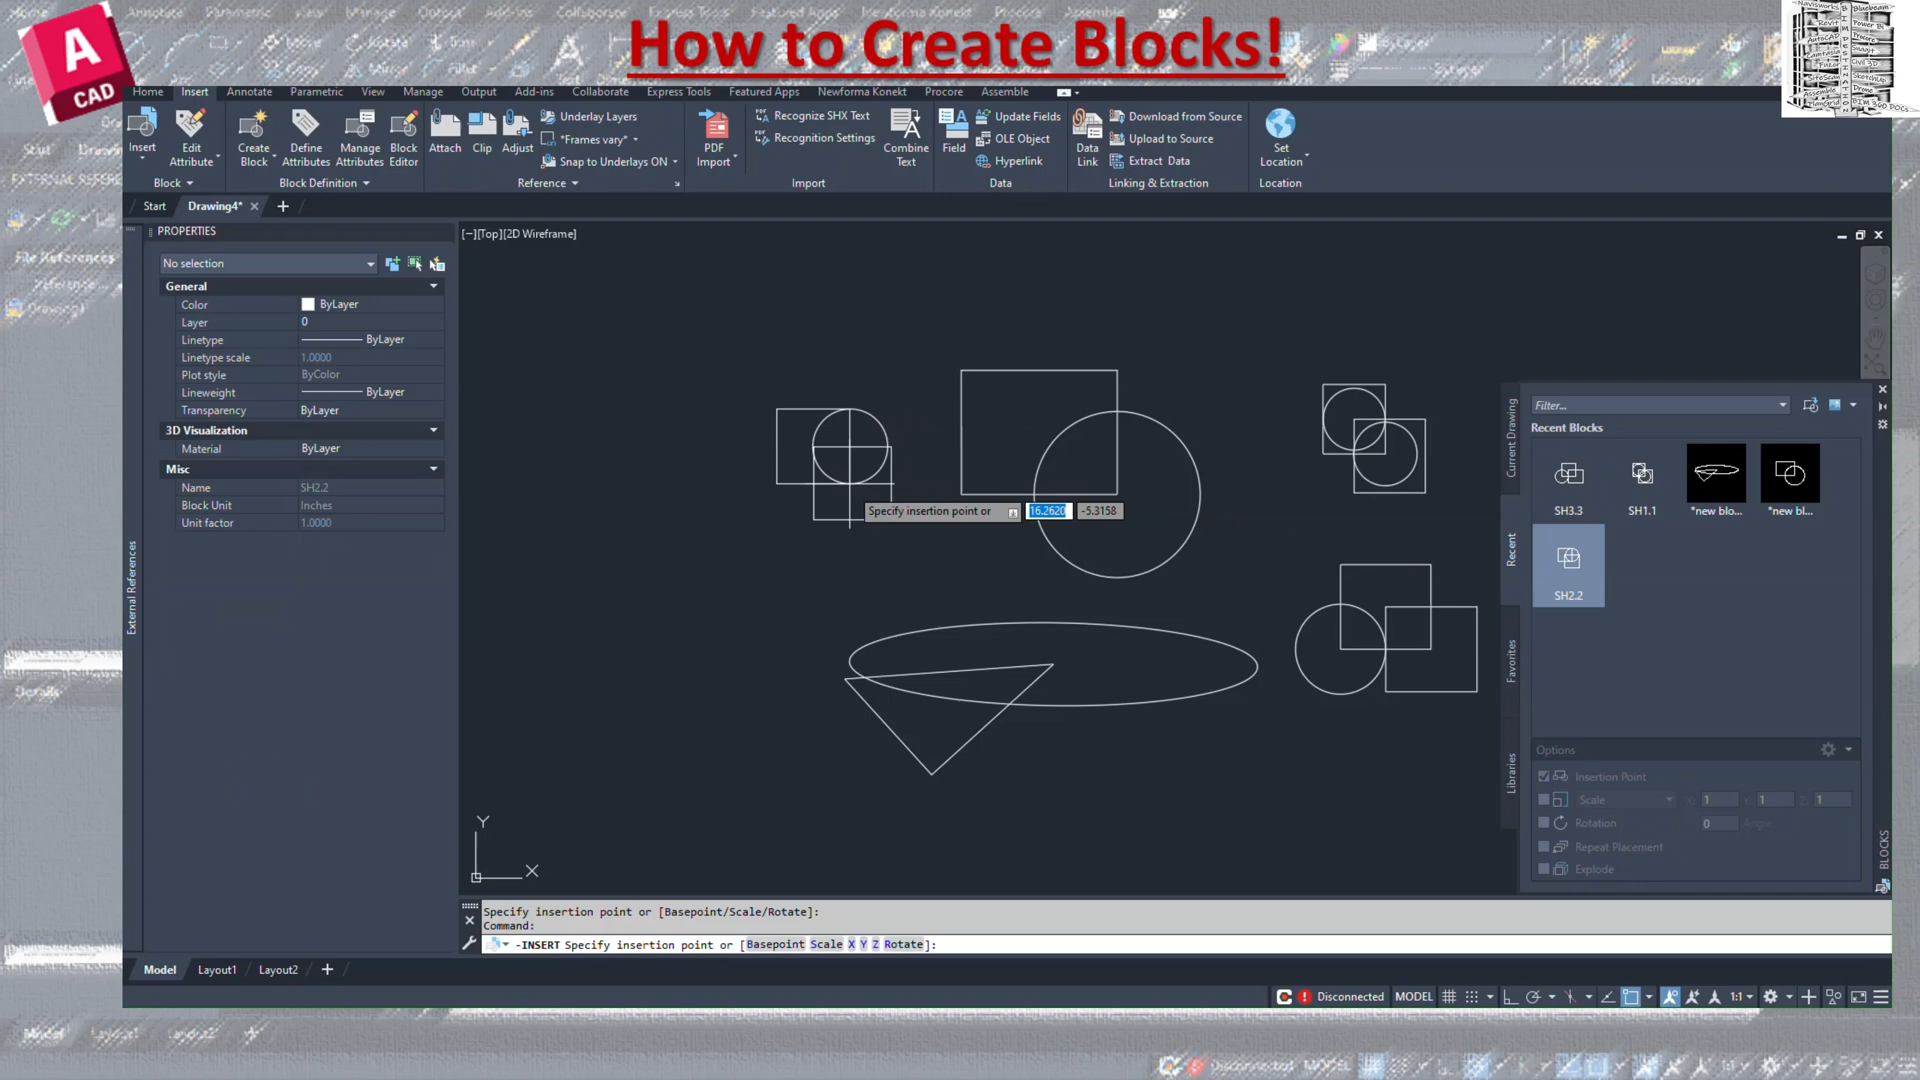 How to Create Blocks!
A
CAD
Home Insert Annotate Parametric View Manage Output Add-ins Collaborate Express Tools Featured Apps Newforma Konekt Procore Assemble
Insert
Edit
Attribute
Block
Create
Block
Define
Attributes
Manage
Attributes
Block
Editor
Block Definition
Attach
Clip
Adjust
Underlay Layers
*Frames vary*
Snap to Underlays ON
Reference
PDF
Import
Recognize SHX Text
Recognition Settings
Combine
Text
Import
Field
Update Fields
OLE Object
Hyperlink
Data
Data
Link
Download from Source
Upload to Source
Extract Data
Linking & Extraction
Set
Location
Location
Start Drawing4*
PROPERTIES
No selection
General
Color ByLayer
Layer 0
Linetype ByLayer
Linetype scale 1.0000
Plot style ByColor
Lineweight ByLayer
Transparency ByLayer
3D Visualization
Material ByLayer
Misc
Name SH2.2
Block Unit Inches
Unit factor 1.0000
External References
[−][Top][2D Wireframe]
Specify insertion point or 16.2620 -5.3158
Y
X
Current Drawing
Recent
Favorites
Libraries
Filter...
Recent Blocks
SH3.3 SH1.1 *new blo... *new bl...
SH2.2
Options
Insertion Point
Scale X: 1 Y: 1 Z: 1
Rotation 0 Angle
Repeat Placement
Explode
BLOCKS
Specify insertion point or [Basepoint/Scale/Rotate]:
Command:
-INSERT Specify insertion point or [Basepoint Scale X Y Z Rotate]:
Model Layout1 Layout2
Disconnected MODEL 1:1